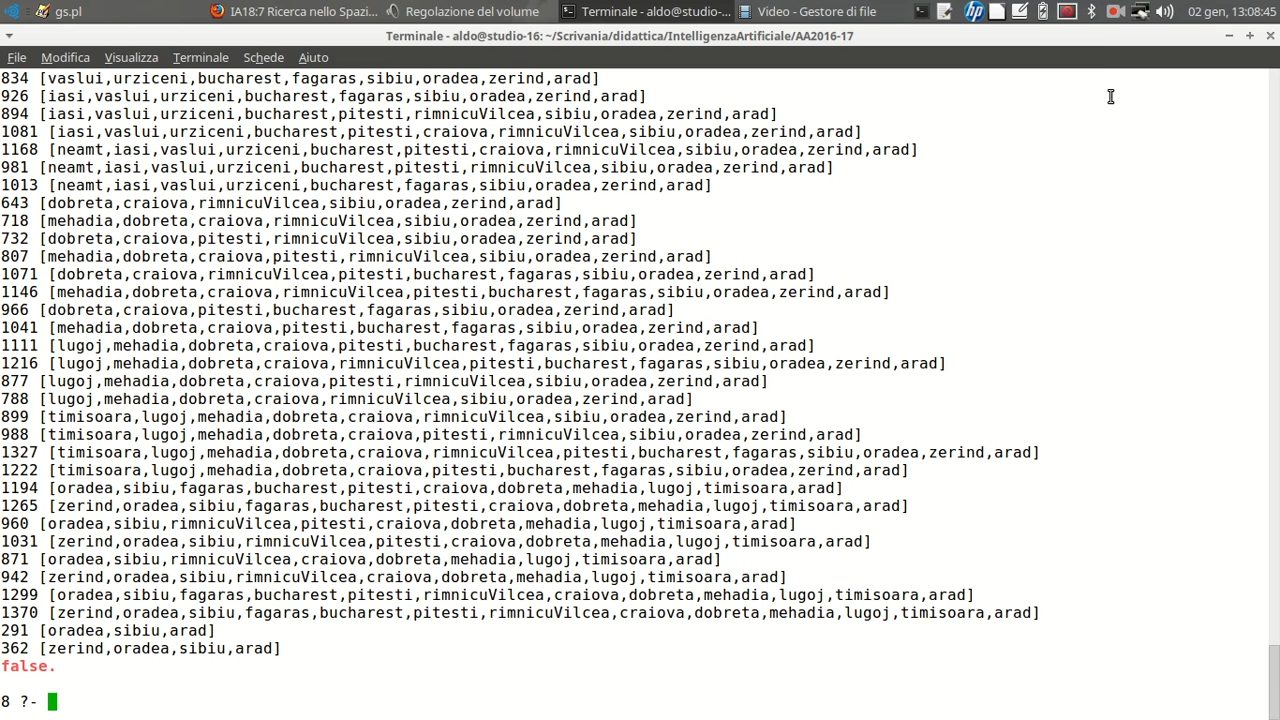 gs.pl
IA18:7 Ricerca nello Spazi...
Regolazione del volume
Terminale - aldo@studio-...
Video - Gestore di file
02 gen, 13:08:45
Terminale - aldo@studio-16: ~/Scrivania/didattica/IntelligenzaArtificiale/AA2016-17
File Modifica Visualizza Terminale Schede Aiuto
834 [vaslui,urziceni,bucharest,fagaras,sibiu,oradea,zerind,arad]
926 [iasi,vaslui,urziceni,bucharest,fagaras,sibiu,oradea,zerind,arad]
894 [iasi,vaslui,urziceni,bucharest,pitesti,rimnicuVilcea,sibiu,oradea,zerind,arad]
1081 [iasi,vaslui,urziceni,bucharest,pitesti,craiova,rimnicuVilcea,sibiu,oradea,zerind,arad]
1168 [neamt,iasi,vaslui,urziceni,bucharest,pitesti,craiova,rimnicuVilcea,sibiu,oradea,zerind,arad]
981 [neamt,iasi,vaslui,urziceni,bucharest,pitesti,rimnicuVilcea,sibiu,oradea,zerind,arad]
1013 [neamt,iasi,vaslui,urziceni,bucharest,fagaras,sibiu,oradea,zerind,arad]
643 [dobreta,craiova,rimnicuVilcea,sibiu,oradea,zerind,arad]
718 [mehadia,dobreta,craiova,rimnicuVilcea,sibiu,oradea,zerind,arad]
732 [dobreta,craiova,pitesti,rimnicuVilcea,sibiu,oradea,zerind,arad]
807 [mehadia,dobreta,craiova,pitesti,rimnicuVilcea,sibiu,oradea,zerind,arad]
1071 [dobreta,craiova,rimnicuVilcea,pitesti,bucharest,fagaras,sibiu,oradea,zerind,arad]
1146 [mehadia,dobreta,craiova,rimnicuVilcea,pitesti,bucharest,fagaras,sibiu,oradea,zerind,arad]
966 [dobreta,craiova,pitesti,bucharest,fagaras,sibiu,oradea,zerind,arad]
1041 [mehadia,dobreta,craiova,pitesti,bucharest,fagaras,sibiu,oradea,zerind,arad]
1111 [lugoj,mehadia,dobreta,craiova,pitesti,bucharest,fagaras,sibiu,oradea,zerind,arad]
1216 [lugoj,mehadia,dobreta,craiova,rimnicuVilcea,pitesti,bucharest,fagaras,sibiu,oradea,zerind,arad]
877 [lugoj,mehadia,dobreta,craiova,pitesti,rimnicuVilcea,sibiu,oradea,zerind,arad]
788 [lugoj,mehadia,dobreta,craiova,rimnicuVilcea,sibiu,oradea,zerind,arad]
899 [timisoara,lugoj,mehadia,dobreta,craiova,rimnicuVilcea,sibiu,oradea,zerind,arad]
988 [timisoara,lugoj,mehadia,dobreta,craiova,pitesti,rimnicuVilcea,sibiu,oradea,zerind,arad]
1327 [timisoara,lugoj,mehadia,dobreta,craiova,rimnicuVilcea,pitesti,bucharest,fagaras,sibiu,oradea,zerind,arad]
1222 [timisoara,lugoj,mehadia,dobreta,craiova,pitesti,bucharest,fagaras,sibiu,oradea,zerind,arad]
1194 [oradea,sibiu,fagaras,bucharest,pitesti,craiova,dobreta,mehadia,lugoj,timisoara,arad]
1265 [zerind,oradea,sibiu,fagaras,bucharest,pitesti,craiova,dobreta,mehadia,lugoj,timisoara,arad]
960 [oradea,sibiu,rimnicuVilcea,pitesti,craiova,dobreta,mehadia,lugoj,timisoara,arad]
1031 [zerind,oradea,sibiu,rimnicuVilcea,pitesti,craiova,dobreta,mehadia,lugoj,timisoara,arad]
871 [oradea,sibiu,rimnicuVilcea,craiova,dobreta,mehadia,lugoj,timisoara,arad]
942 [zerind,oradea,sibiu,rimnicuVilcea,craiova,dobreta,mehadia,lugoj,timisoara,arad]
1299 [oradea,sibiu,fagaras,bucharest,pitesti,rimnicuVilcea,craiova,dobreta,mehadia,lugoj,timisoara,arad]
1370 [zerind,oradea,sibiu,fagaras,bucharest,pitesti,rimnicuVilcea,craiova,dobreta,mehadia,lugoj,timisoara,arad]
291 [oradea,sibiu,arad]
362 [zerind,oradea,sibiu,arad]
false.
8 ?-